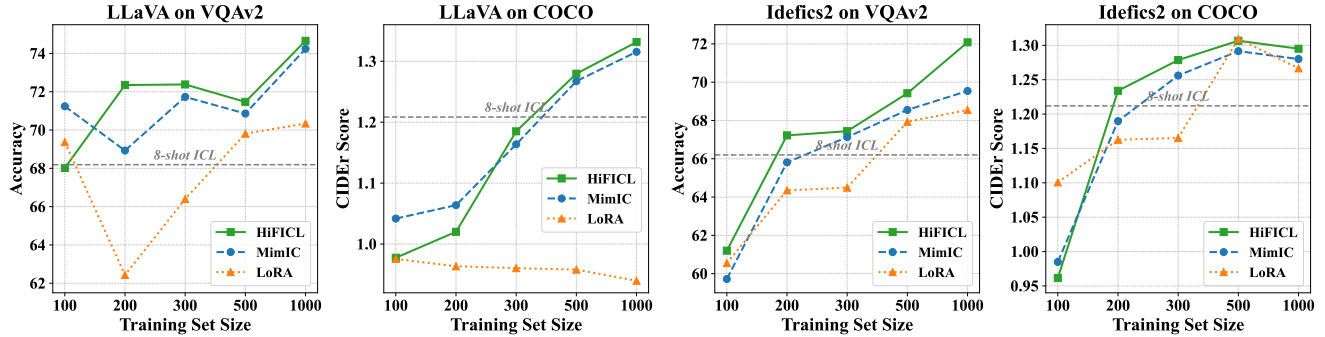 LLaVA on VQAv2
Accuracy
74
72
70
68
66
64
62
8-shot ICL
HiFICL
MimIC
LoRA
100 200 300 500 1000
Training Set Size
LLaVA on COCO
CIDEr Score
1.3
1.2
1.1
1.0
8-shot ICL
HiFICL
MimIC
LoRA
100 200 300 500 1000
Training Set Size
Idefics2 on VQAv2
Accuracy
72
70
68
66
64
62
60
8-shot ICL
HiFICL
MimIC
LoRA
100 200 300 500 1000
Training Set Size
Idefics2 on COCO
CIDEr Score
1.30
1.25
1.20
1.15
1.10
1.05
1.00
0.95
8-shot ICL
HiFICL
MimIC
LoRA
100 200 300 500 1000
Training Set Size